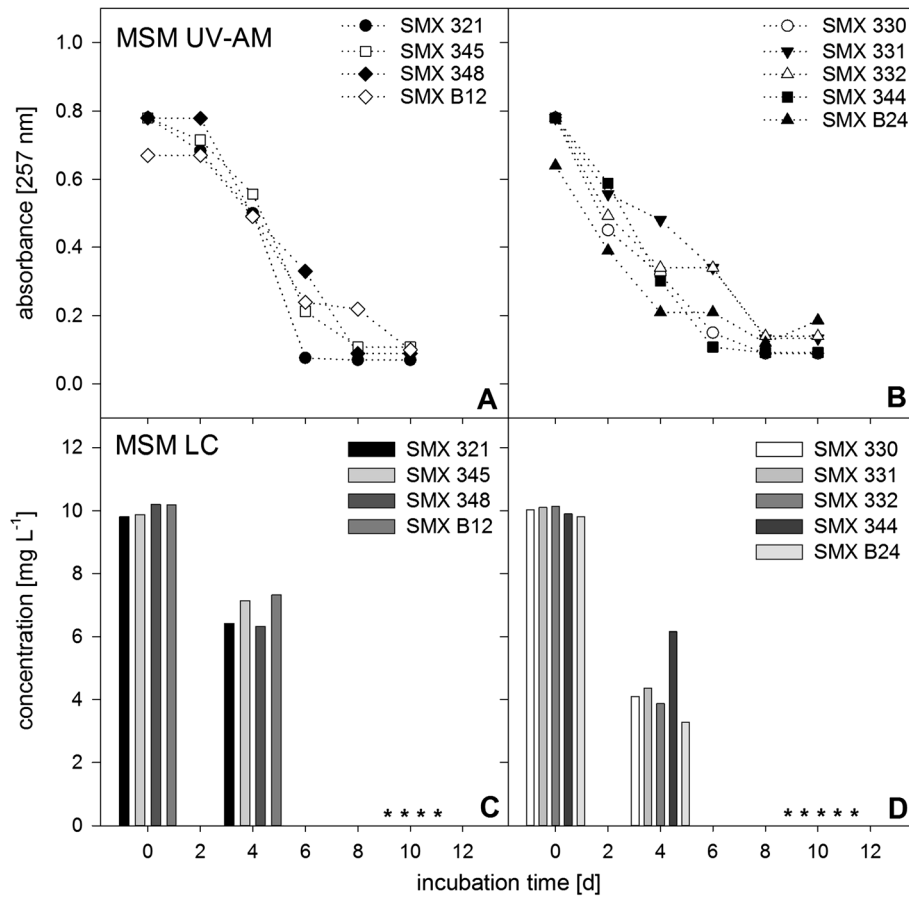 MSM UV-AM
SMX 321
SMX 345
SMX 348
SMX B12
A
SMX 330
SMX 331
SMX 332
SMX 344
SMX B24
B
absorbance [257 nm]
1.0
0.8
0.6
0.4
0.2
0.0
MSM LC
SMX 321
SMX 345
SMX 348
SMX B12
* * * *
C
SMX 330
SMX 331
SMX 332
SMX 344
SMX B24
* * * * *
D
concentration [mg L⁻¹]
12
10
8
6
4
2
0
0 2 4 6 8 10 12
0 2 4 6 8 10 12
incubation time [d]